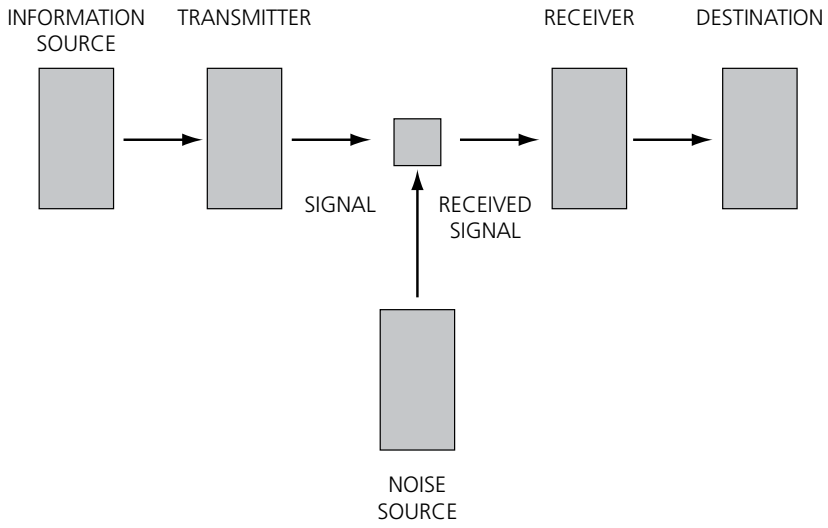 INFORMATION
SOURCE
TRANSMITTER
RECEIVER
DESTINATION
SIGNAL
RECEIVED
SIGNAL
NOISE
SOURCE